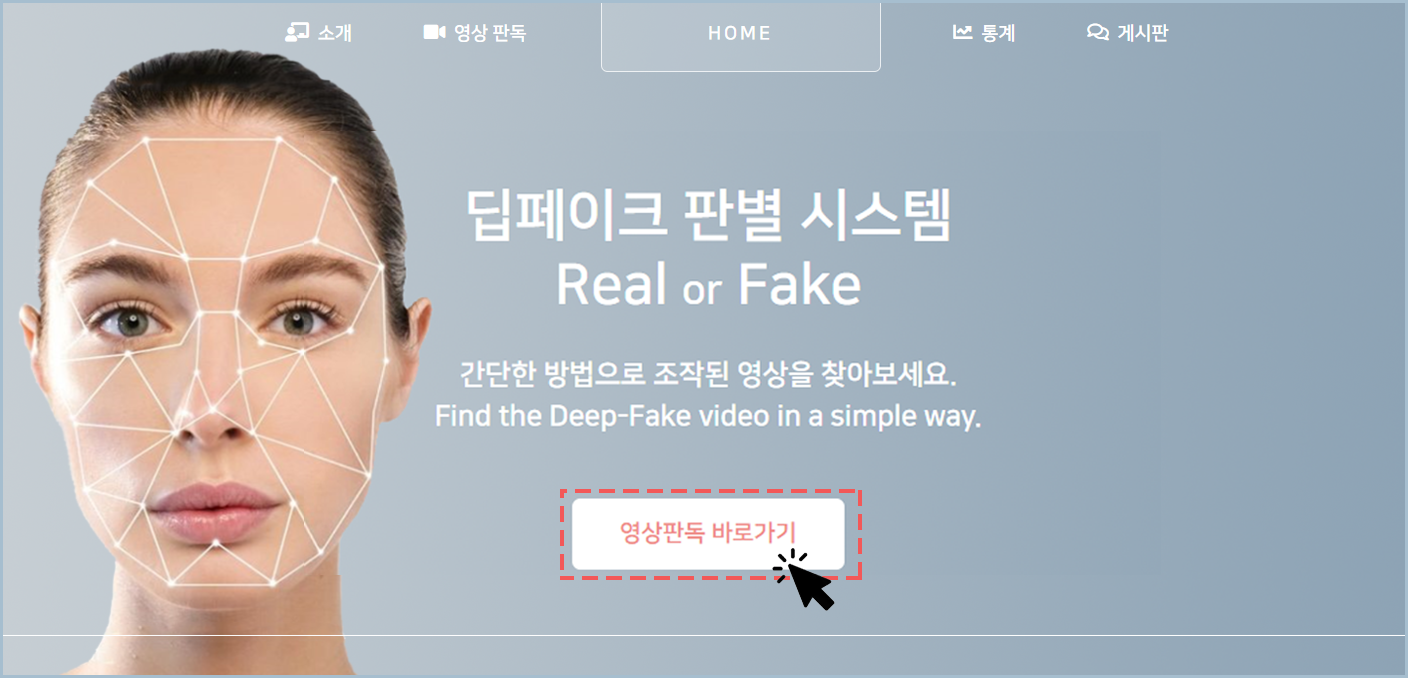 소개
영상 판독
HOME
통계
게시판
딥페이크 판별 시스템
Real or Fake
간단한 방법으로 조작된 영상을 찾아보세요.
Find the Deep-Fake video in a simple way.
영상판독 바로가기